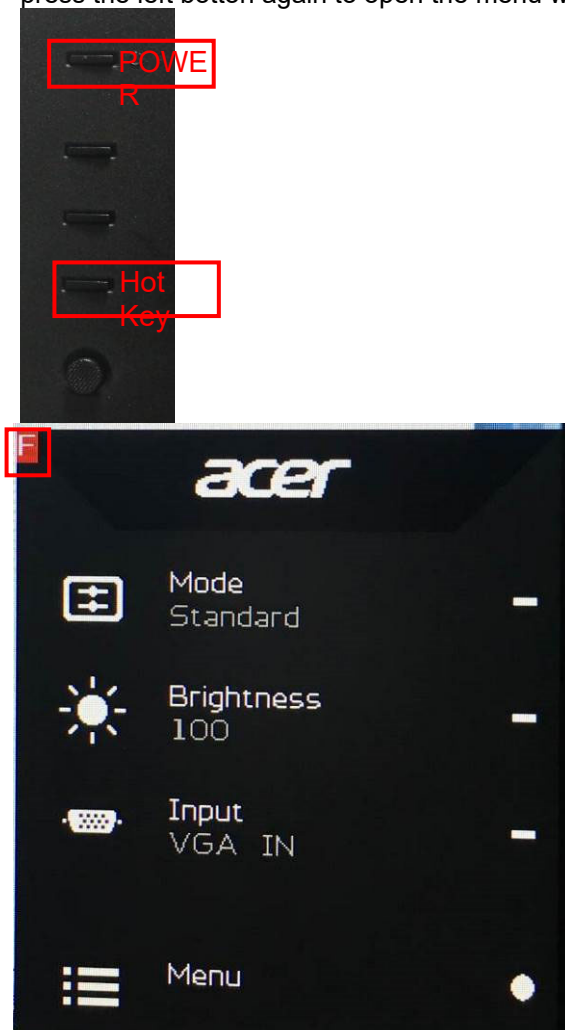 press the left botton again to open the menu w
POWE
R
Hot
Key
F
acer
Mode
Standard
Brightness
100
Input
VGA IN
Menu